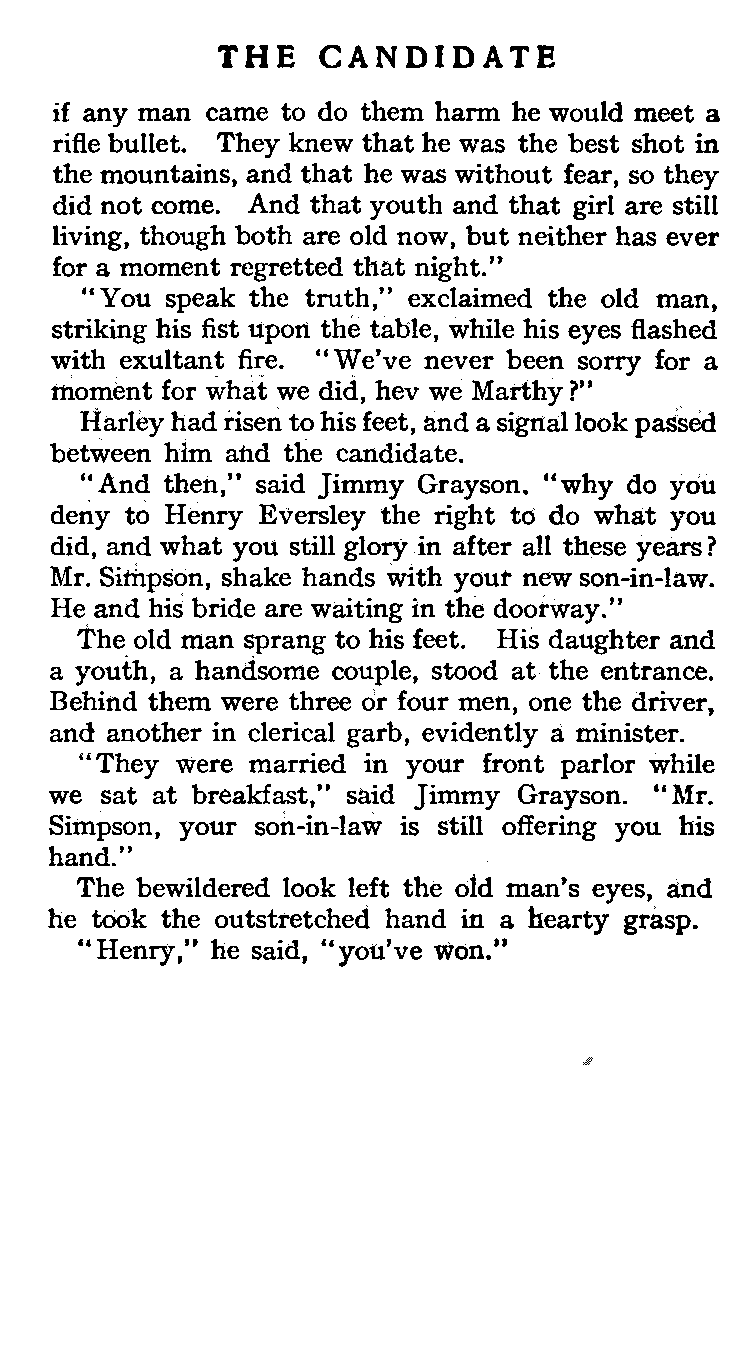 THE CANDIDATE
if any man came to do them harm he would meet a
rifle bullet. They knew that he was the best shot in
the mountains, and that he was without fear, so they
did not come. And that youth and that girl are still
living, though both are old now, but neither has ever
for a moment regretted that night."
"You speak the truth," exclaimed the old man,
striking his fist upon the table, while his eyes flashed
with exultant fire. "We've never been sorry for a
moment for what we did, hev we Marthy?"
Harley had risen to his feet, and a signal look passed
between him and the candidate.
"And then," said Jimmy Grayson. "why do you
deny to Henry Eversley the right to do what you
did, and what you still glory in after all these years?
Mr. Simpson, shake hands with your new son-in-law.
He and his bride are waiting in the doorway."
The old man sprang to his feet. His daughter and
a youth, a handsome couple, stood at the entrance.
Behind them were three or four men, one the driver,
and another in clerical garb, evidently a minister.
"They were married in your front parlor while
we sat at breakfast," said Jimmy Grayson. "Mr.
Simpson, your son-in-law is still offering you his
hand."
The bewildered look left the old man's eyes, and
he took the outstretched hand in a hearty grasp.
"Henry," he said, "you've won."